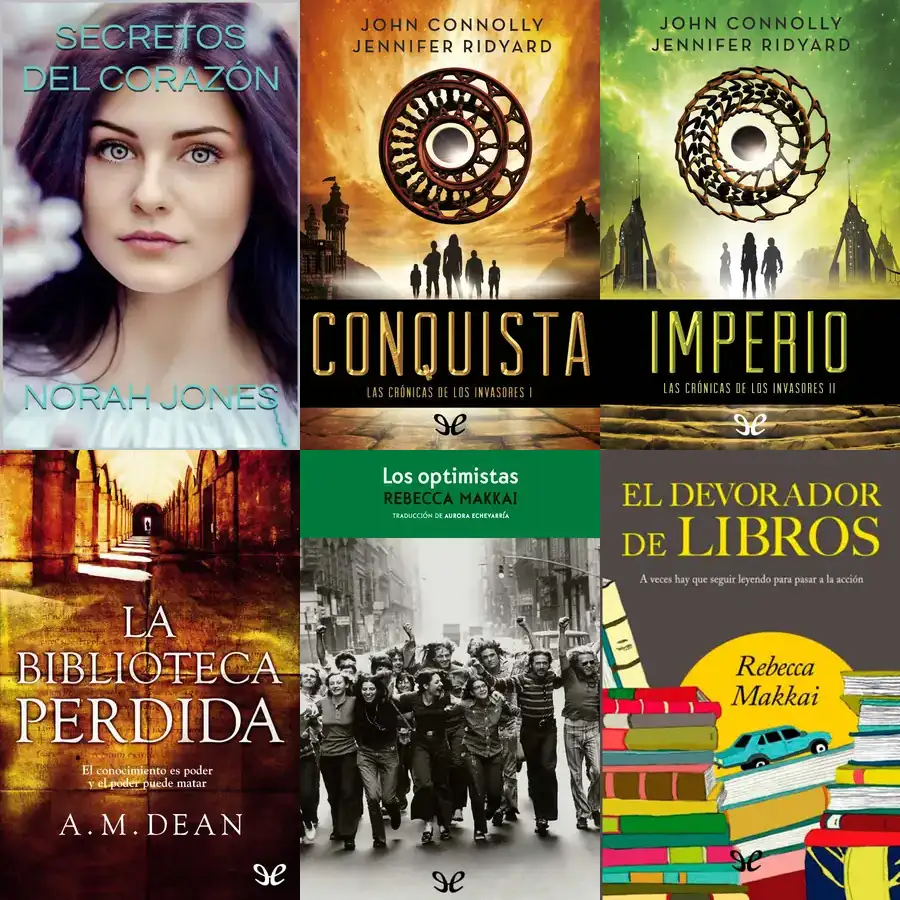 SECRETOS
DEL CORAZÓN
NORAH JONES
JOHN CONNOLLY
JENNIFER RIDYARD
CONQUISTA
LAS CRÓNICAS DE LOS INVASORES I
JOHN CONNOLLY
JENNIFER RIDYARD
IMPERIO
LAS CRÓNICAS DE LOS INVASORES II
LA
BIBLIOTECA
PERDIDA
El conocimiento es poder
y el poder puede matar
A. M. DEAN
Los optimistas
REBECCA MAKKAI
TRADUCCIÓN DE AURORA ECHEVARRÍA
EL DEVORADOR
DE LIBROS
A veces hay que seguir leyendo para pasar a la acción
Rebecca
Makkai